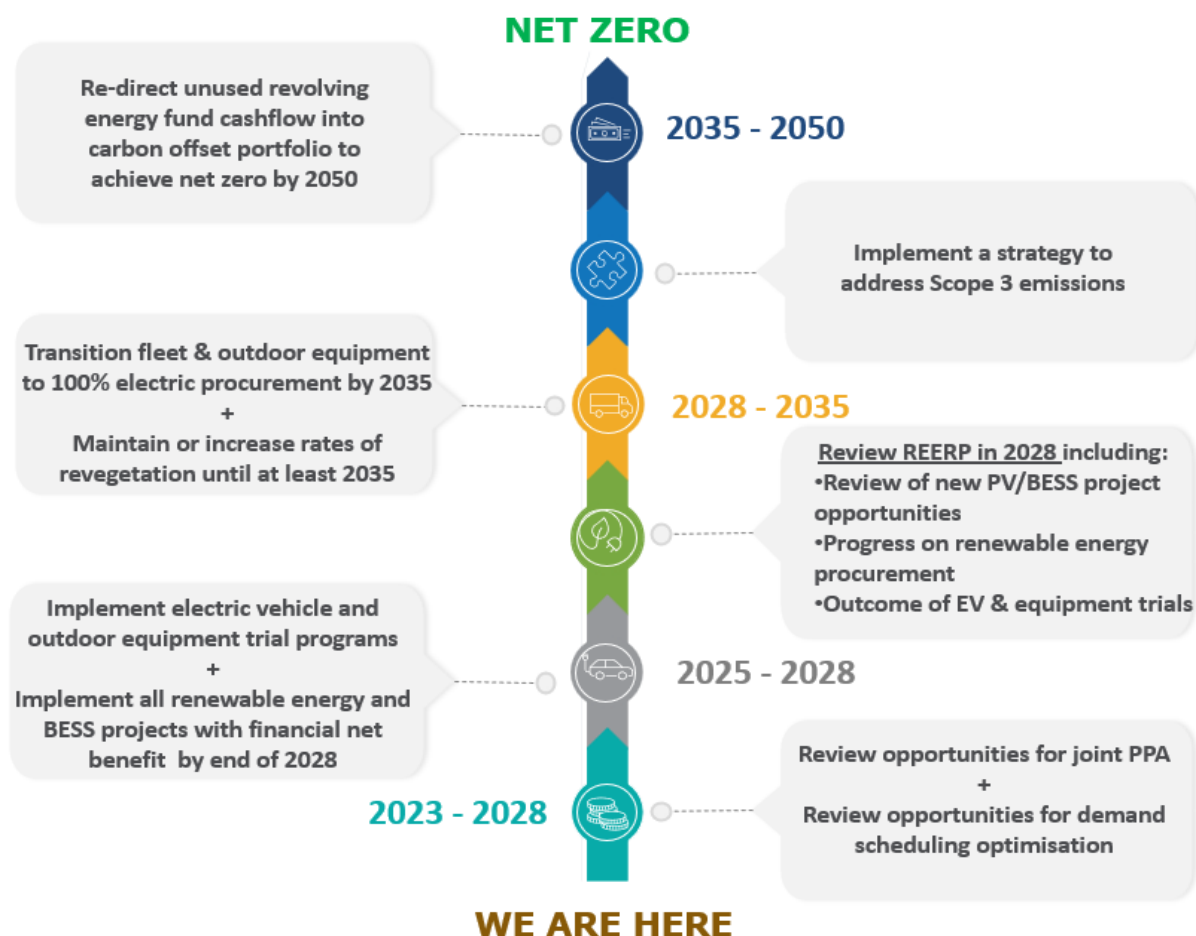 NET ZERO
Re-direct unused revolving
energy fund cashflow into
carbon offset portfolio to
achieve net zero by 2050
2035 - 2050
Implement a strategy to
address Scope 3 emissions
Transition fleet & outdoor equipment
to 100% electric procurement by 2035
+
Maintain or increase rates of
revegetation until at least 2035
2028 - 2035
Review REERP in 2028 including:
•Review of new PV/BESS project
opportunities
•Progress on renewable energy
procurement
•Outcome of EV & equipment trials
Implement electric vehicle and
outdoor equipment trial programs
+
Implement all renewable energy and
BESS projects with financial net
benefit by end of 2028
2025 - 2028
Review opportunities for joint PPA
+
Review opportunities for demand
scheduling optimisation
2023 - 2028
WE ARE HERE